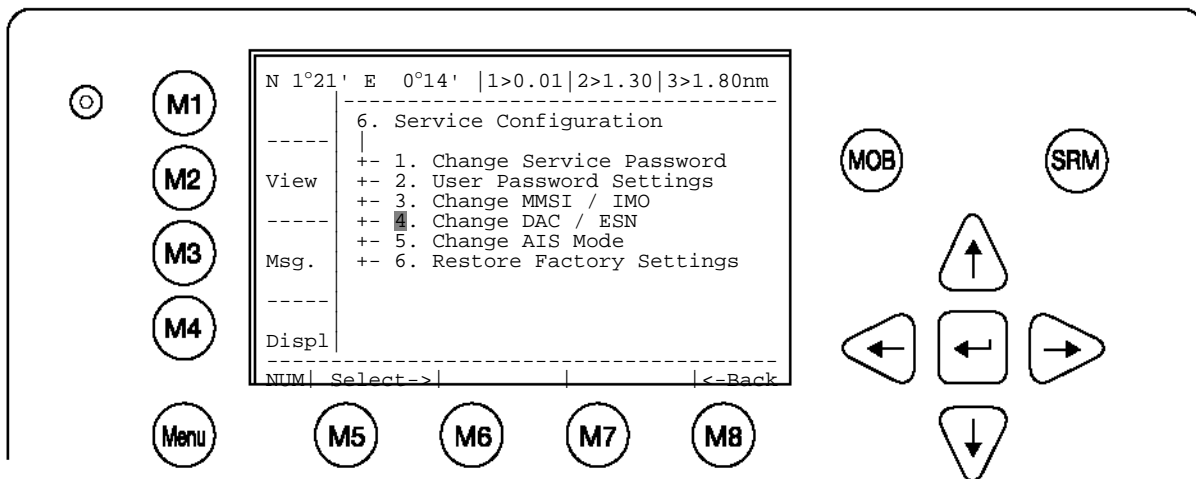 N 1°21' E 0°14' |1>0.01|2>1.30|3>1.80nm
6. Service Configuration
+- 1. Change Service Password
+- 2. User Password Settings
+- 3. Change MMSI / IMO
+- 4. Change DAC / ESN
+- 5. Change AIS Mode
+- 6. Restore Factory Settings
View
Msg.
Displ
NUM| Select->| | |<-Back
M1
M2
M3
M4
Menu
M5
M6
M7
M8
MOB
SRM